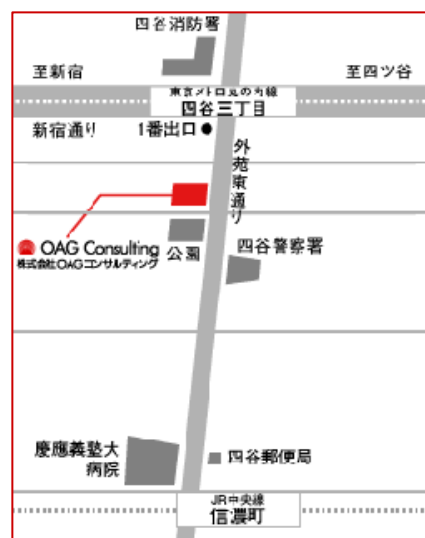 四谷消防署
至新宿
至四ツ谷
東京メトロ丸の内線
四谷三丁目
新宿通り
1番出口
外苑東通り
OAG Consulting
株式会社OAGコンサルティング
公園
四谷警察署
慶應義塾大
病院
四谷郵便局
JR中央線
信濃町